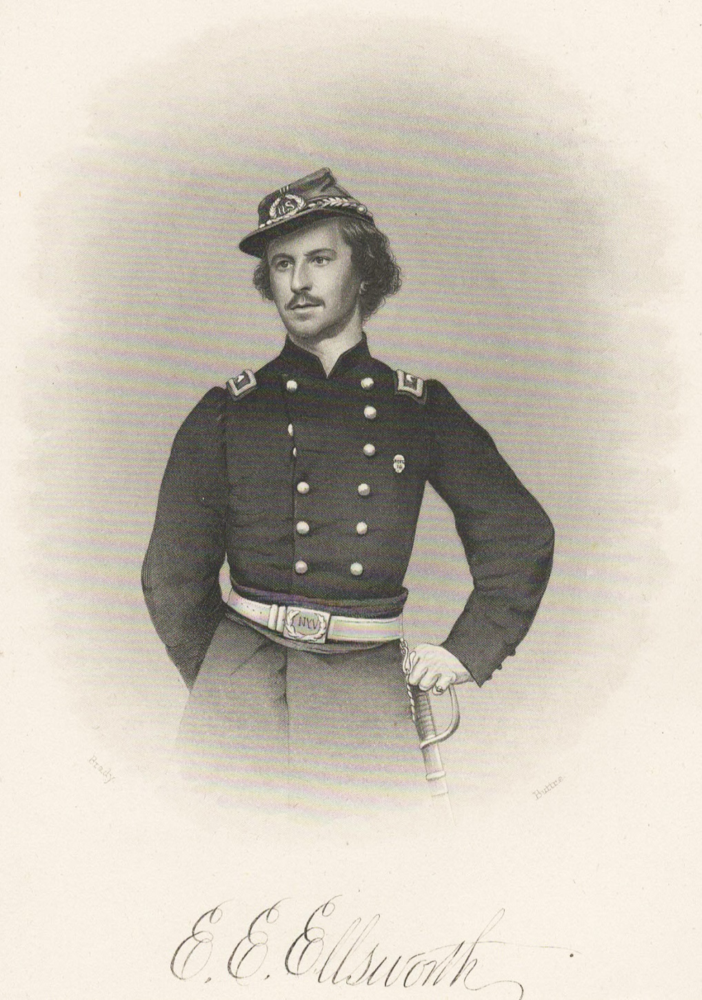 US
NYV
Brady.
Buttre.
E. E. Ellsworth